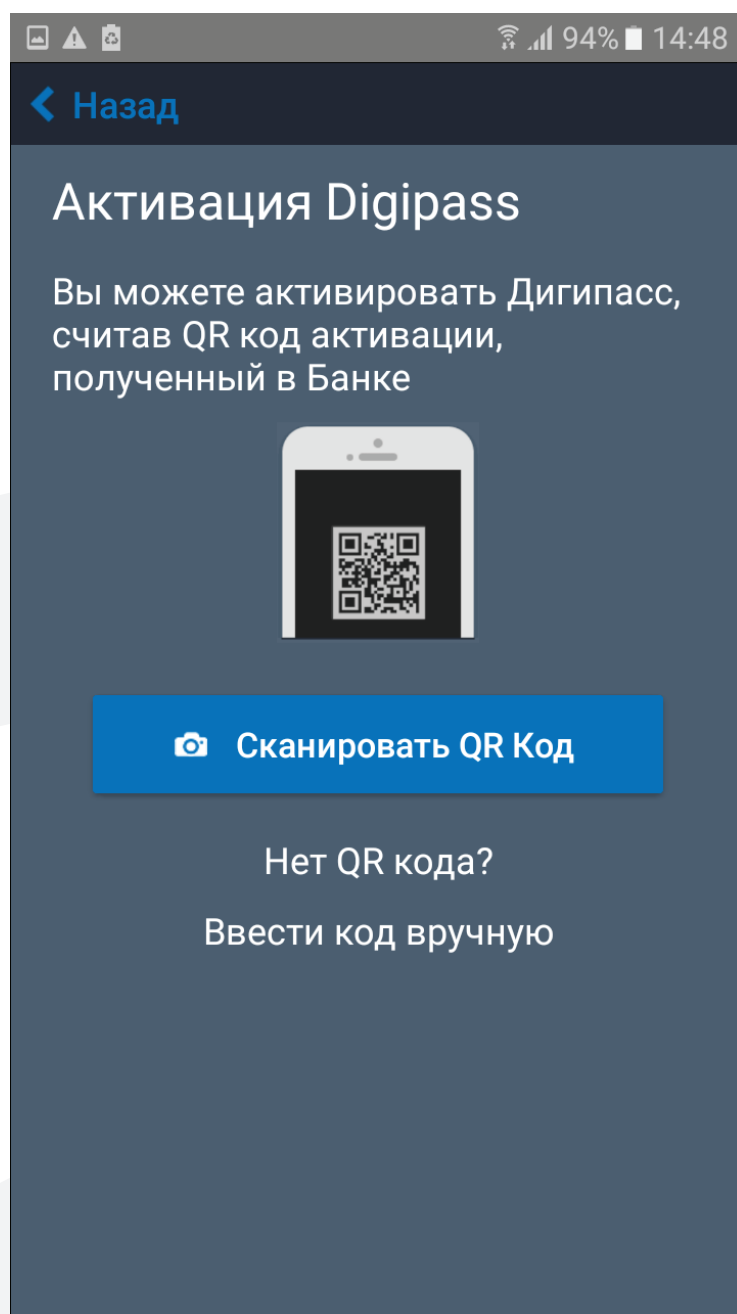 94% 14:48
Назад
Активация Digipass
Вы можете активировать Дигипасс,
считав QR код активации,
полученный в Банке
Сканировать QR Код
Нет QR кода?
Ввести код вручную